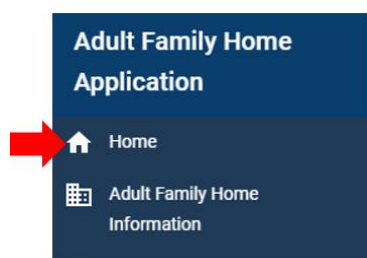 Adult Family Home
Application
Home
Adult Family Home
Information